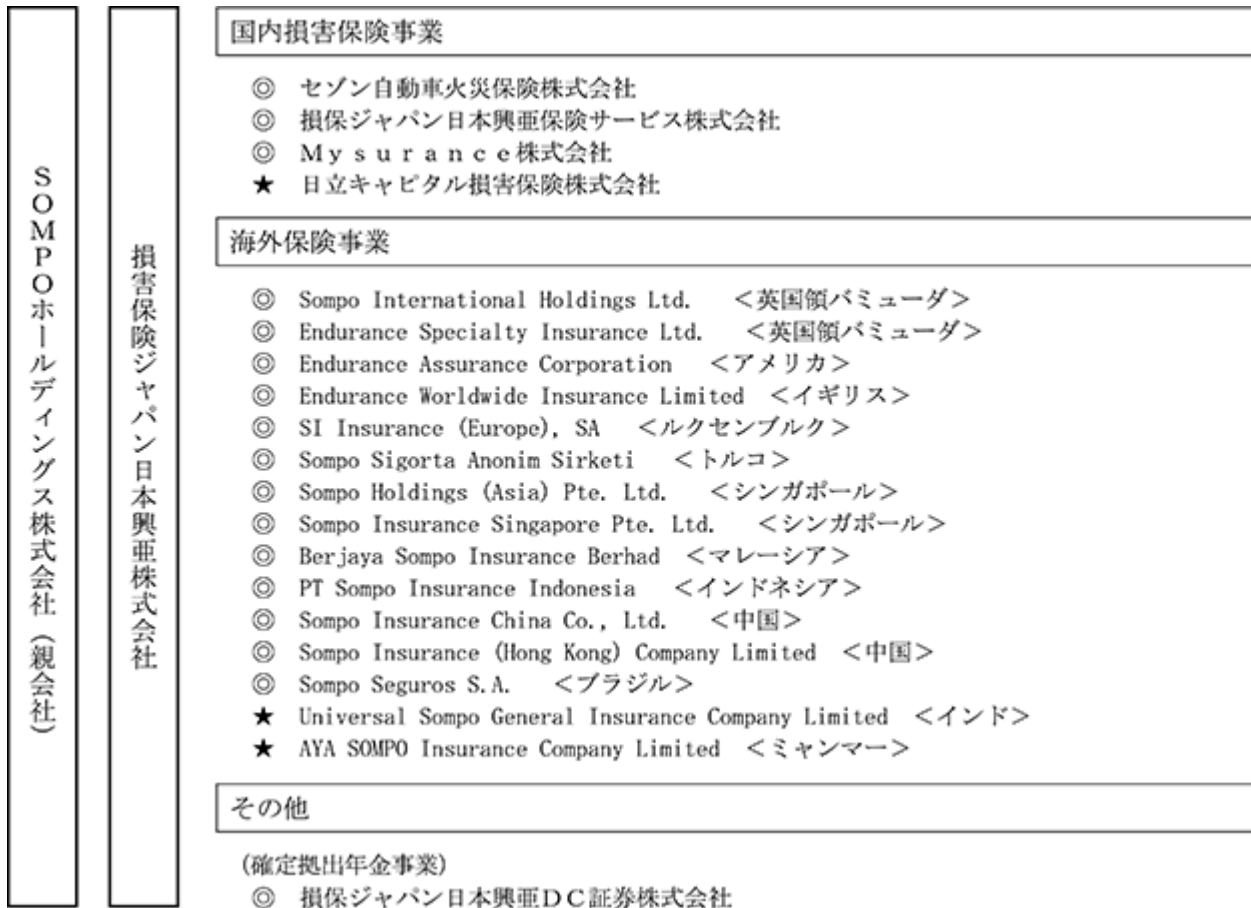 SOMPOホールディングス株式会社（親会社）
損害保険ジャパン日本興亜株式会社
国内損害保険事業
◎ セゾン自動車火災保険株式会社
◎ 損保ジャパン日本興亜保険サービス株式会社
◎ Mysurance株式会社
★ 日立キャピタル損害保険株式会社
海外保険事業
◎ Sompo International Holdings Ltd. ＜英国領バミューダ＞
◎ Endurance Specialty Insurance Ltd. ＜英国領バミューダ＞
◎ Endurance Assurance Corporation ＜アメリカ＞
◎ Endurance Worldwide Insurance Limited ＜イギリス＞
◎ SI Insurance (Europe), SA ＜ルクセンブルク＞
◎ Sompo Sigorta Anonim Sirketi ＜トルコ＞
◎ Sompo Holdings (Asia) Pte. Ltd. ＜シンガポール＞
◎ Sompo Insurance Singapore Pte. Ltd. ＜シンガポール＞
◎ Berjaya Sompo Insurance Berhad ＜マレーシア＞
◎ PT Sompo Insurance Indonesia ＜インドネシア＞
◎ Sompo Insurance China Co., Ltd. ＜中国＞
◎ Sompo Insurance (Hong Kong) Company Limited ＜中国＞
◎ Sompo Seguros S.A. ＜ブラジル＞
★ Universal Sompo General Insurance Company Limited ＜インド＞
★ AYA SOMPO Insurance Company Limited ＜ミャンマー＞
その他
（確定拠出年金事業）
◎ 損保ジャパン日本興亜DC証券株式会社